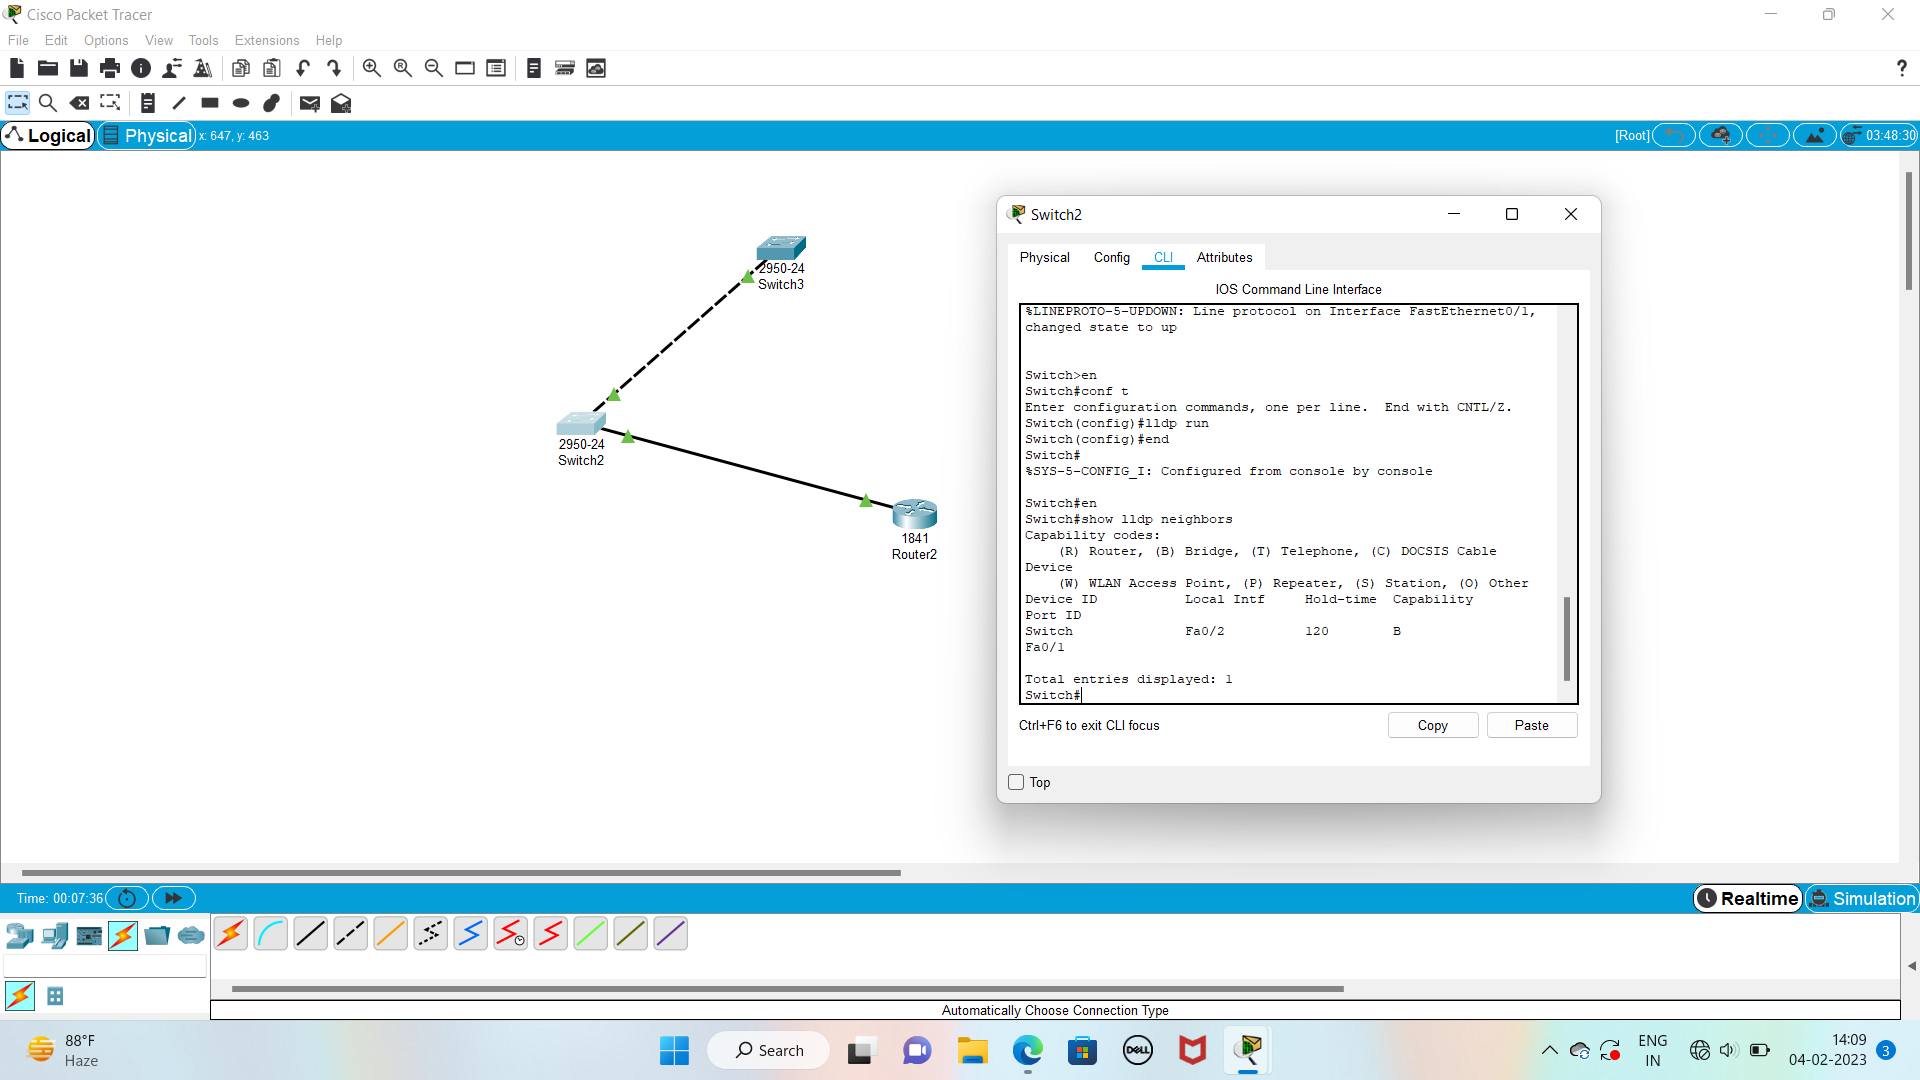 Cisco Packet Tracer
File Edit Options View Tools Extensions Help
?
Logical Physical x: 647, y: 463 [Root] 03:48:30
2950-24
Switch3
2950-24
Switch2
1841
Router2
Switch2
Physical Config CLI Attributes
IOS Command Line Interface
%LINEPROTO-5-UPDOWN: Line protocol on Interface FastEthernet0/1,
changed state to up
Switch>en
Switch#conf t
Enter configuration commands, one per line.  End with CNTL/Z.
Switch(config)#lldp run
Switch(config)#end
Switch#
%SYS-5-CONFIG_I: Configured from console by console
Switch#en
Switch#show lldp neighbors
Capability codes:
(R) Router, (B) Bridge, (T) Telephone, (C) DOCSIS Cable
Device
(W) WLAN Access Point, (P) Repeater, (S) Station, (O) Other
Device ID Local Intf Hold-time Capability
Port ID
Switch Fa0/2 120 B
Fa0/1
Total entries displayed: 1
Switch#
Ctrl+F6 to exit CLI focus Copy Paste
Top
Time: 00:07:36 Realtime Simulation
Automatically Choose Connection Type
88°F
Haze
Search
DELL
ENG
IN
14:09
04-02-2023
3